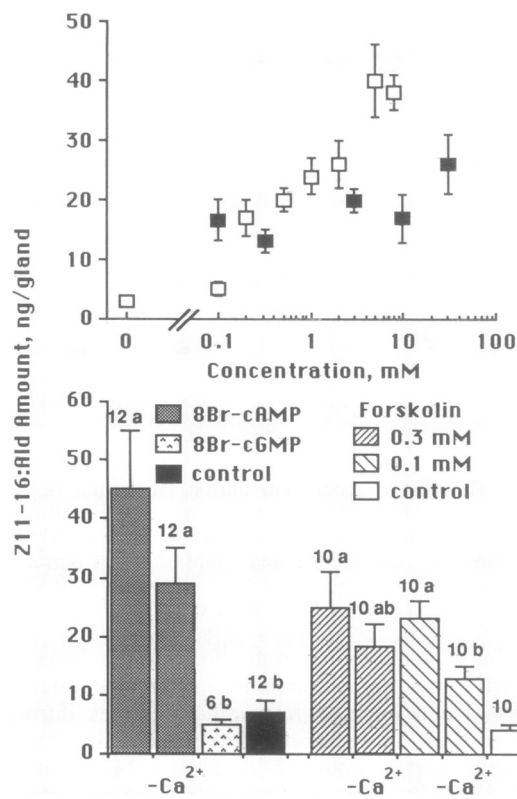 50
40
30
20
10
0
0 0.1 1 10 100
Concentration, mM
Z11-16:Ald Amount, ng/gland
60
50
40
30
20
10
0
12 a
12 a
6 b
12 b
8Br-cAMP
8Br-cGMP
control
Forskolin
0.3 mM
0.1 mM
control
10 a
10 ab
10 a
10 b
10
-Ca2+ -Ca2+ -Ca2+